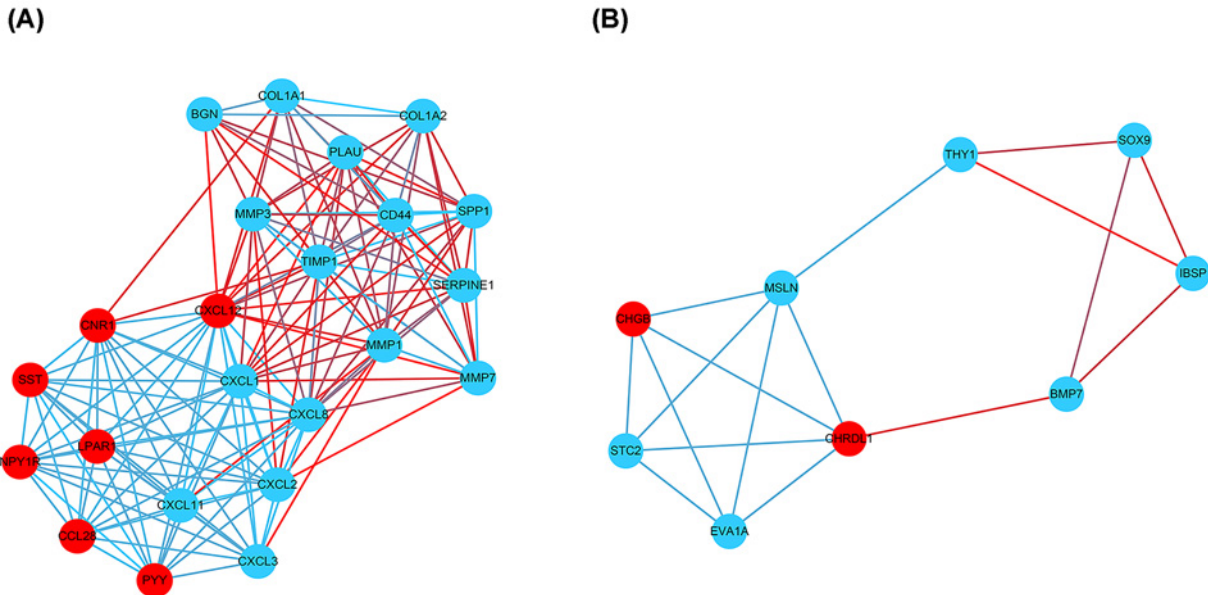 (A)
(B)
COL1A1
BGN
COL1A2
PLAU
MMP3
CD44
SPP1
TIMP1
SERPINE1
CXCL12
CNR1
MMP1
SST
CXCL1
MMP7
CXCL8
LPAR1
NPY1R
CXCL2
CXCL11
CCL28
CXCL3
PYY
SOX9
THY1
IBSP
MSLN
CHGB
BMP7
CHRDL1
STC2
EVA1A